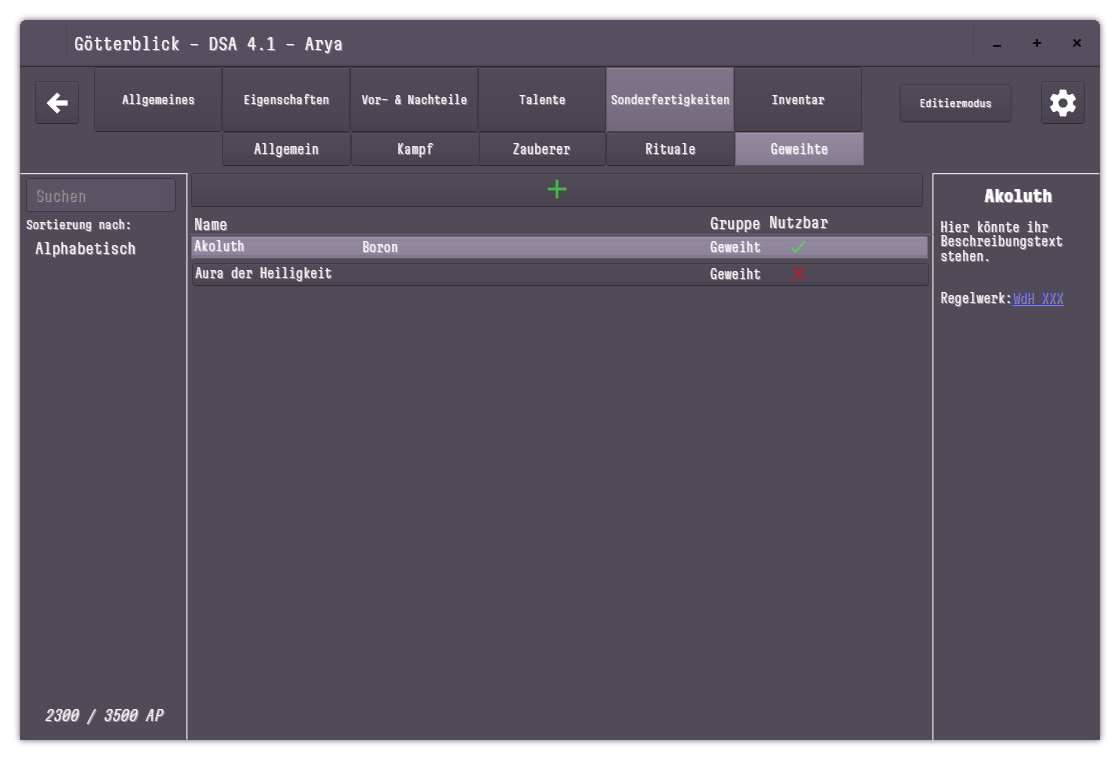 Götterblick - DSA 4.1 - Arya
Allgemeines
Eigenschaften
Vor- & Nachteile
Talente
Sonderfertigkeiten
Inventar
Editiermodus
Allgemein
Kampf
Zauberer
Rituale
Geweihte
Suchen
Sortierung nach:
Alphabetisch
2300 / 3500 AP
Name Gruppe Nutzbar
Akoluth Boron Geweiht
Aura der Heiligkeit Geweiht
Akoluth
Hier könnte ihr
Beschreibungstext
stehen.
Regelwerk: WdH XXX